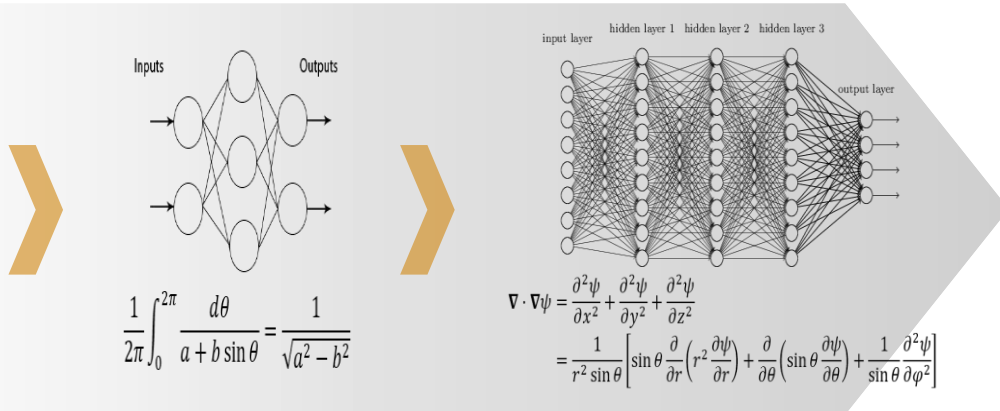 Inputs
Outputs
1/2π ∫₀^2π dθ/(a + b sin θ) = 1/√(a² − b²)
input layer
hidden layer 1 hidden layer 2 hidden layer 3
output layer
∇ · ∇ψ = ∂²ψ/∂x² + ∂²ψ/∂y² + ∂²ψ/∂z²
= 1/(r² sin θ) [sin θ ∂/∂r (r² ∂ψ/∂r) + ∂/∂θ (sin θ ∂ψ/∂θ) + 1/sin θ ∂²ψ/∂φ²]